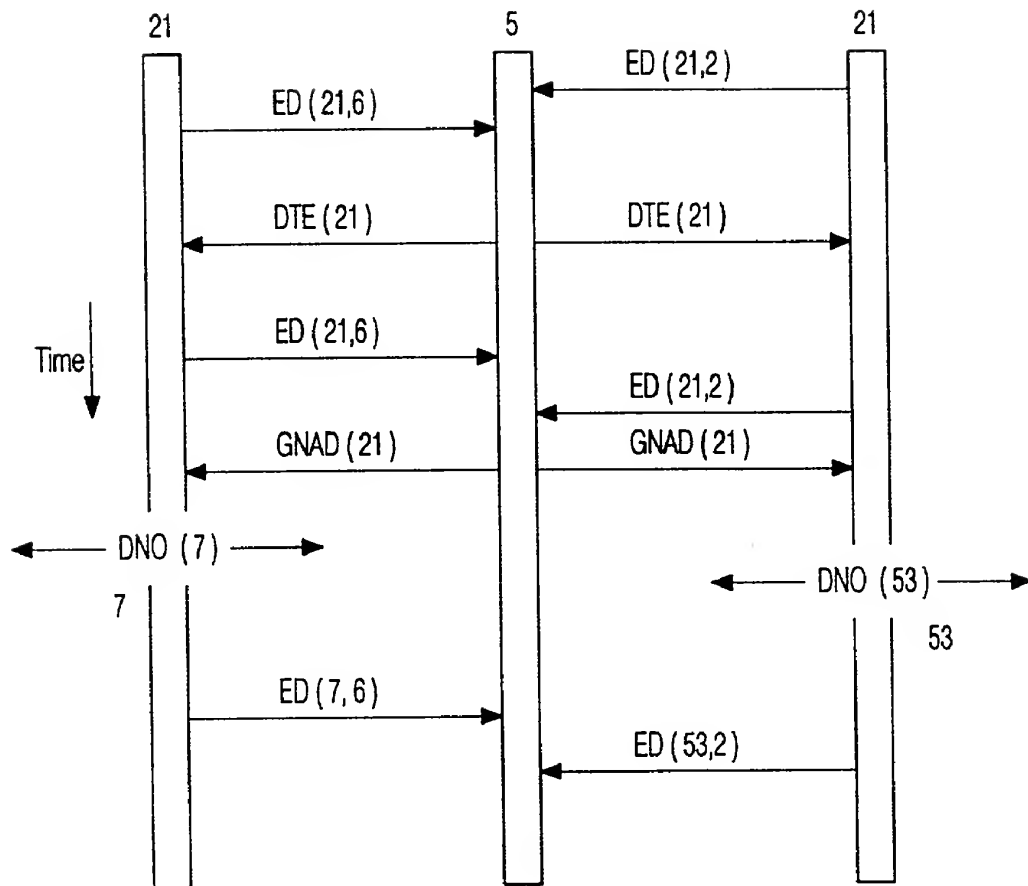 21 5 21
ED (21,2)
ED (21,6)
DTE (21) DTE (21)
ED (21,6)
Time
ED (21,2)
GNAD (21) GNAD (21)
DNO (7)
DNO (53)
7
53
ED (7,6)
ED (53,2)